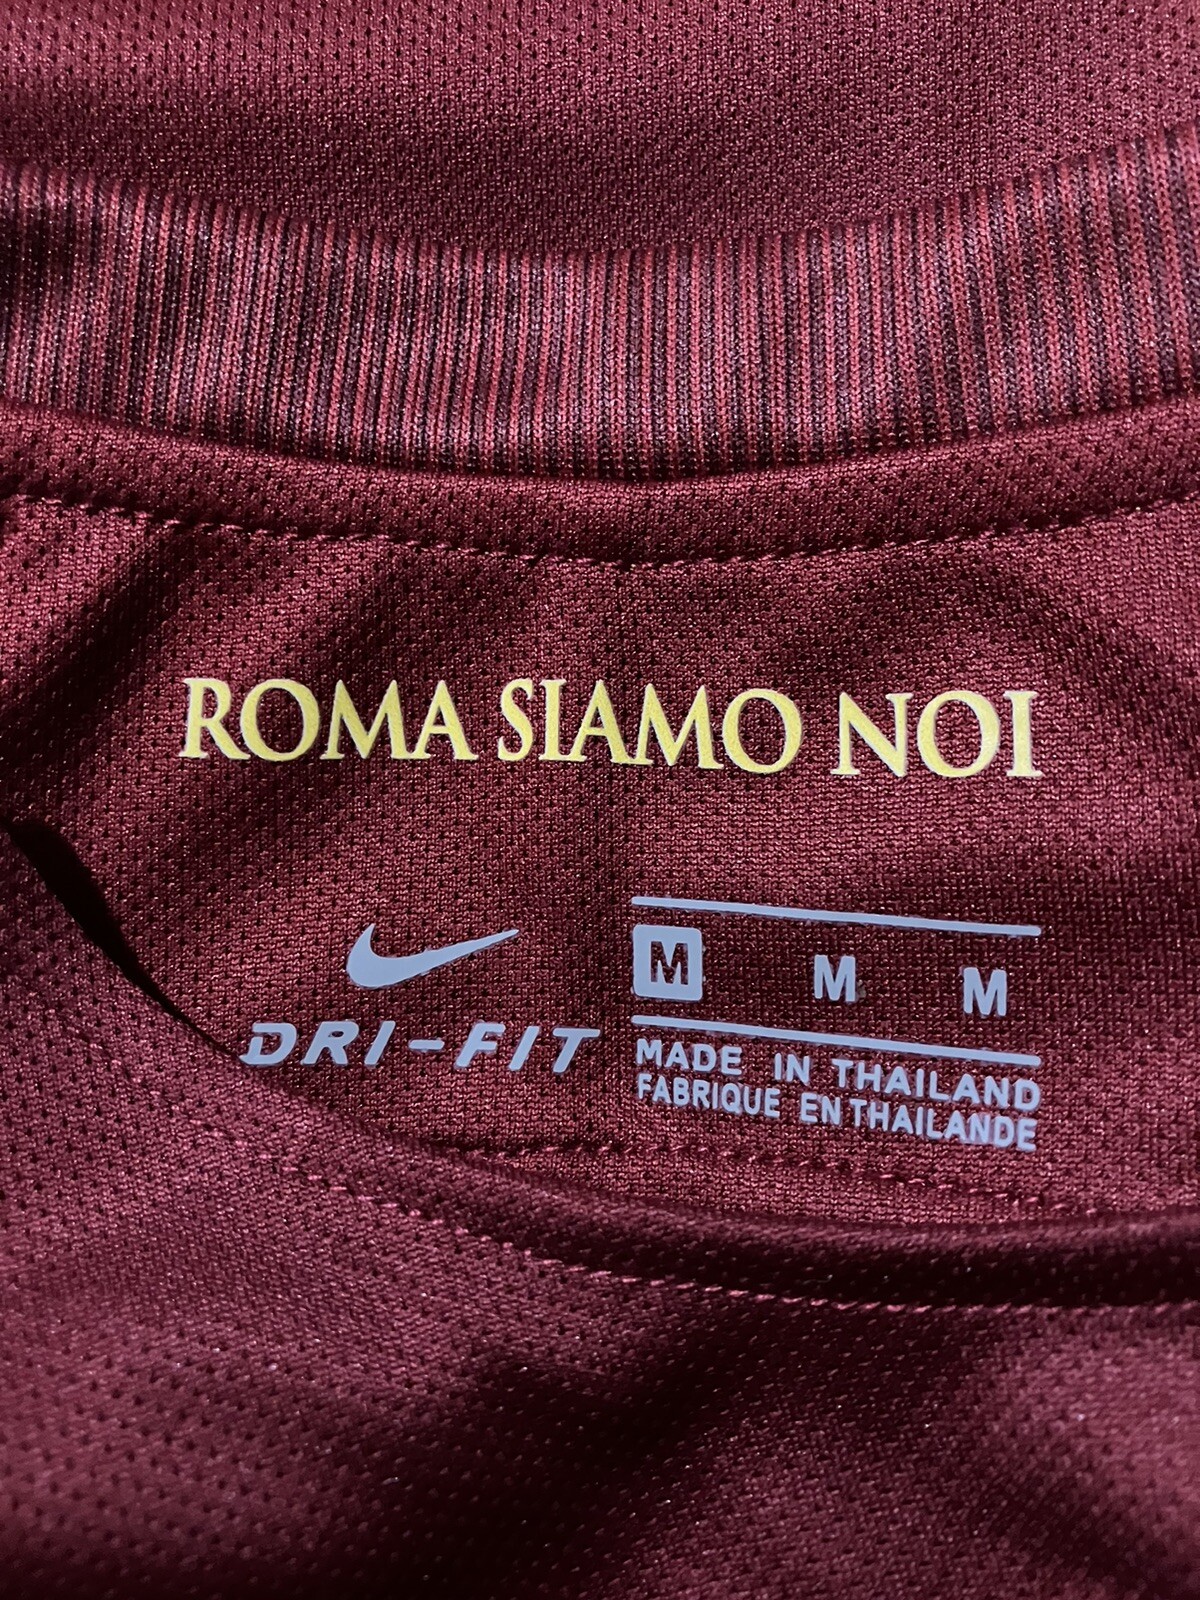 ROMA SIAMO NOI
M M M
DRI-FIT
MADE IN THAILAND
FABRIQUE EN THAILANDE